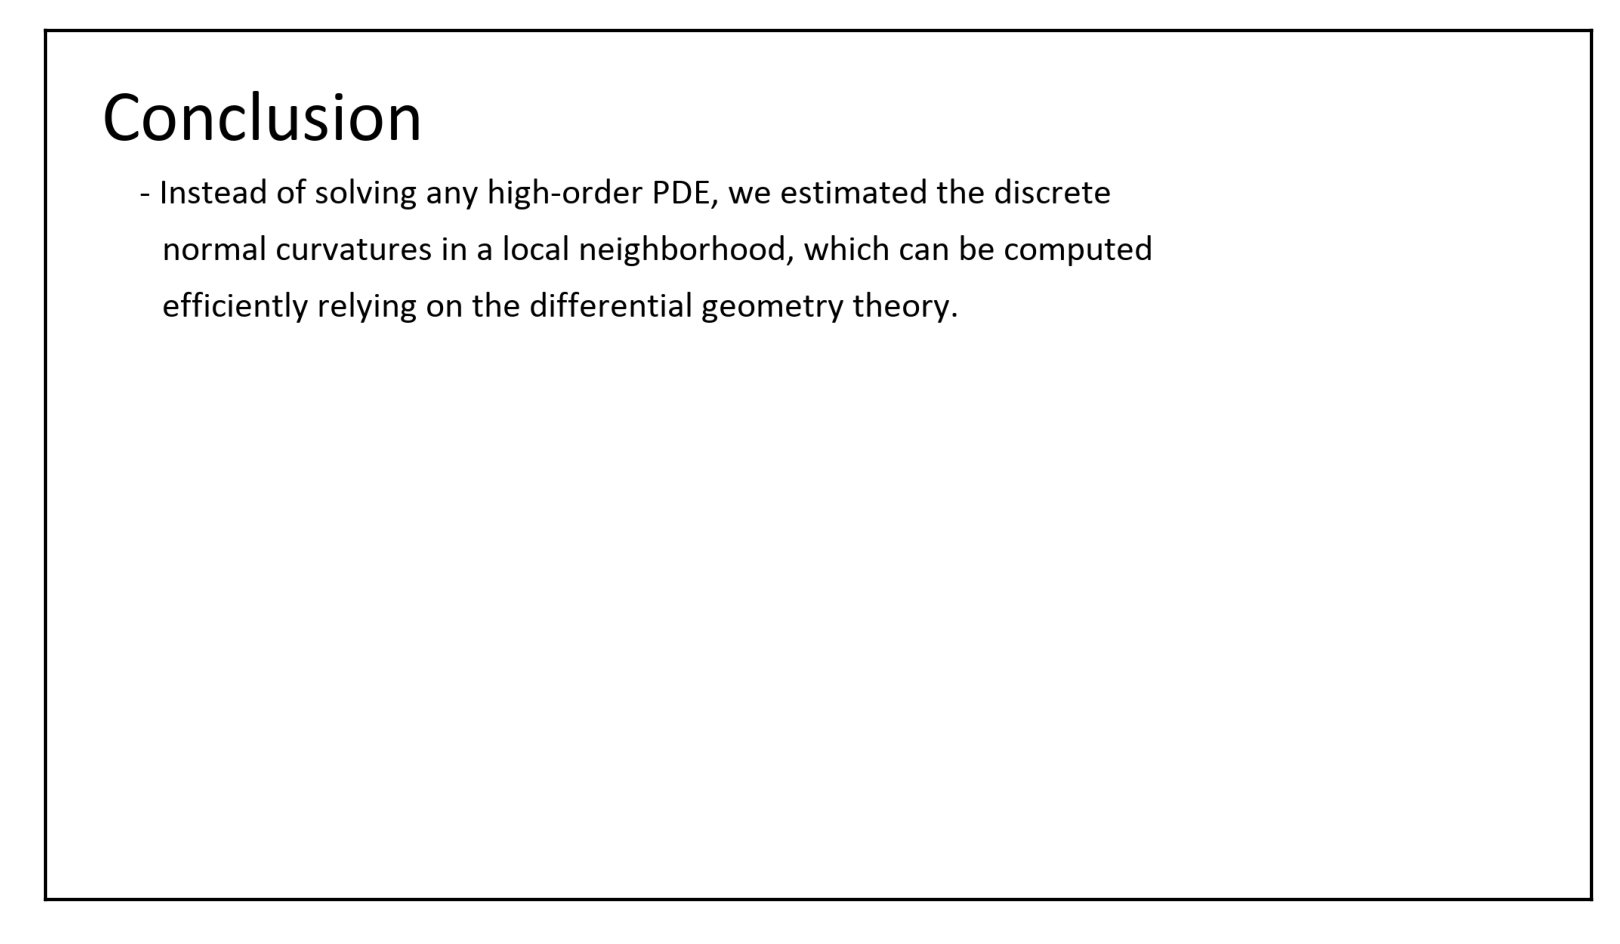 Conclusion
- Instead of solving any high-order PDE, we estimated the discrete
normal curvatures in a local neighborhood, which can be computed
efficiently relying on the differential geometry theory.